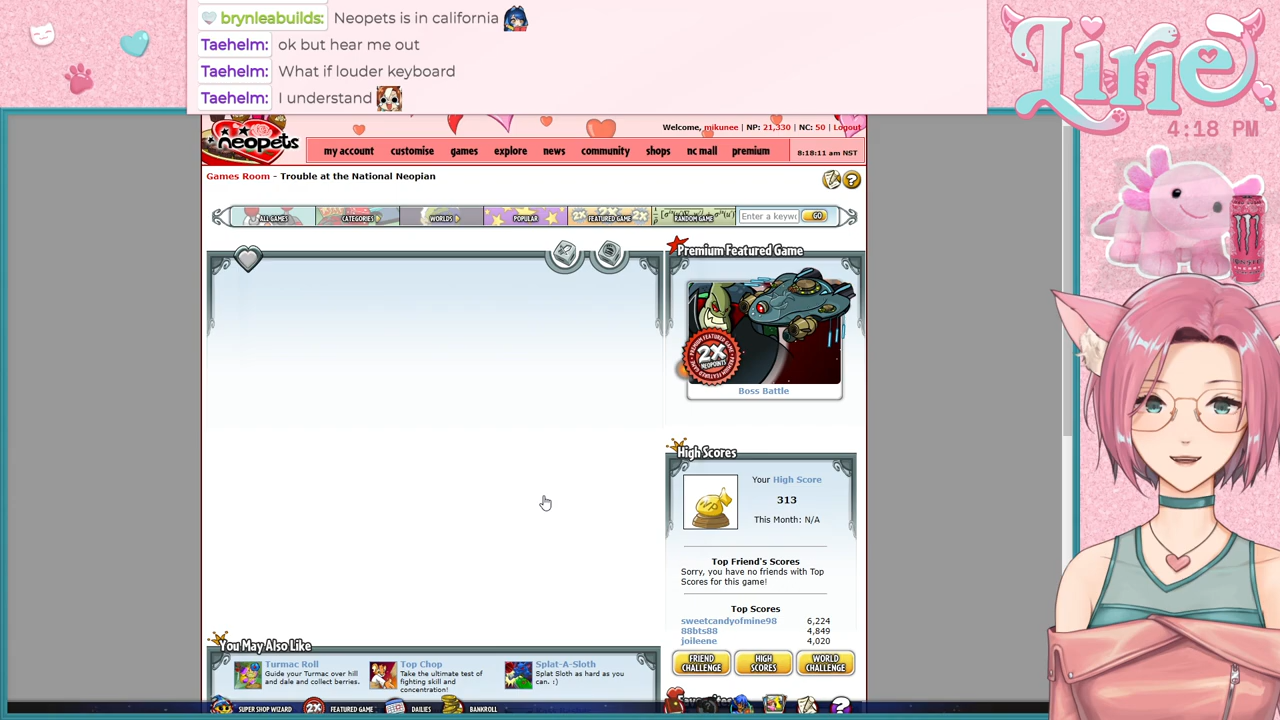 brynleabuilds: Neopets is in california
Taehelm: ok but hear me out
Taehelm: What if louder keyboard
Taehelm: I understand
Lirie
4:18 PM
neopets
Welcome, mikunee | NP: 21,330 | NC: 50 | Logout
my account customise games explore news community shops nc mall premium 8:18:11 am NST
Games Room - Trouble at the National Neopian
ALL GAMES CATEGORIES WORLDS POPULAR FEATURED GAME RANDOM GAME Enter a keywo GO
Premium Featured Game
PREMIUM FEATURED GAME
2X
NEOPOINTS
Boss Battle
High Scores
Your High Score
313
This Month: N/A
Top Friend's Scores
Sorry, you have no friends with Top
Scores for this game!
Top Scores
sweetcandyofmine98 6,224
88bts88 4,849
joileene 4,020
FRIEND CHALLENGE HIGH SCORES WORLD CHALLENGE
You May Also Like
Turmac Roll
Guide your Turmac over hill
and dale and collect berries.
Top Chop
Take the ultimate test of
fighting skill and
concentration!
Splat-A-Sloth
Splat Sloth as hard as you
can. :)
SUPER SHOP WIZARD 2X FEATURED GAME DAILIES BANKROLL